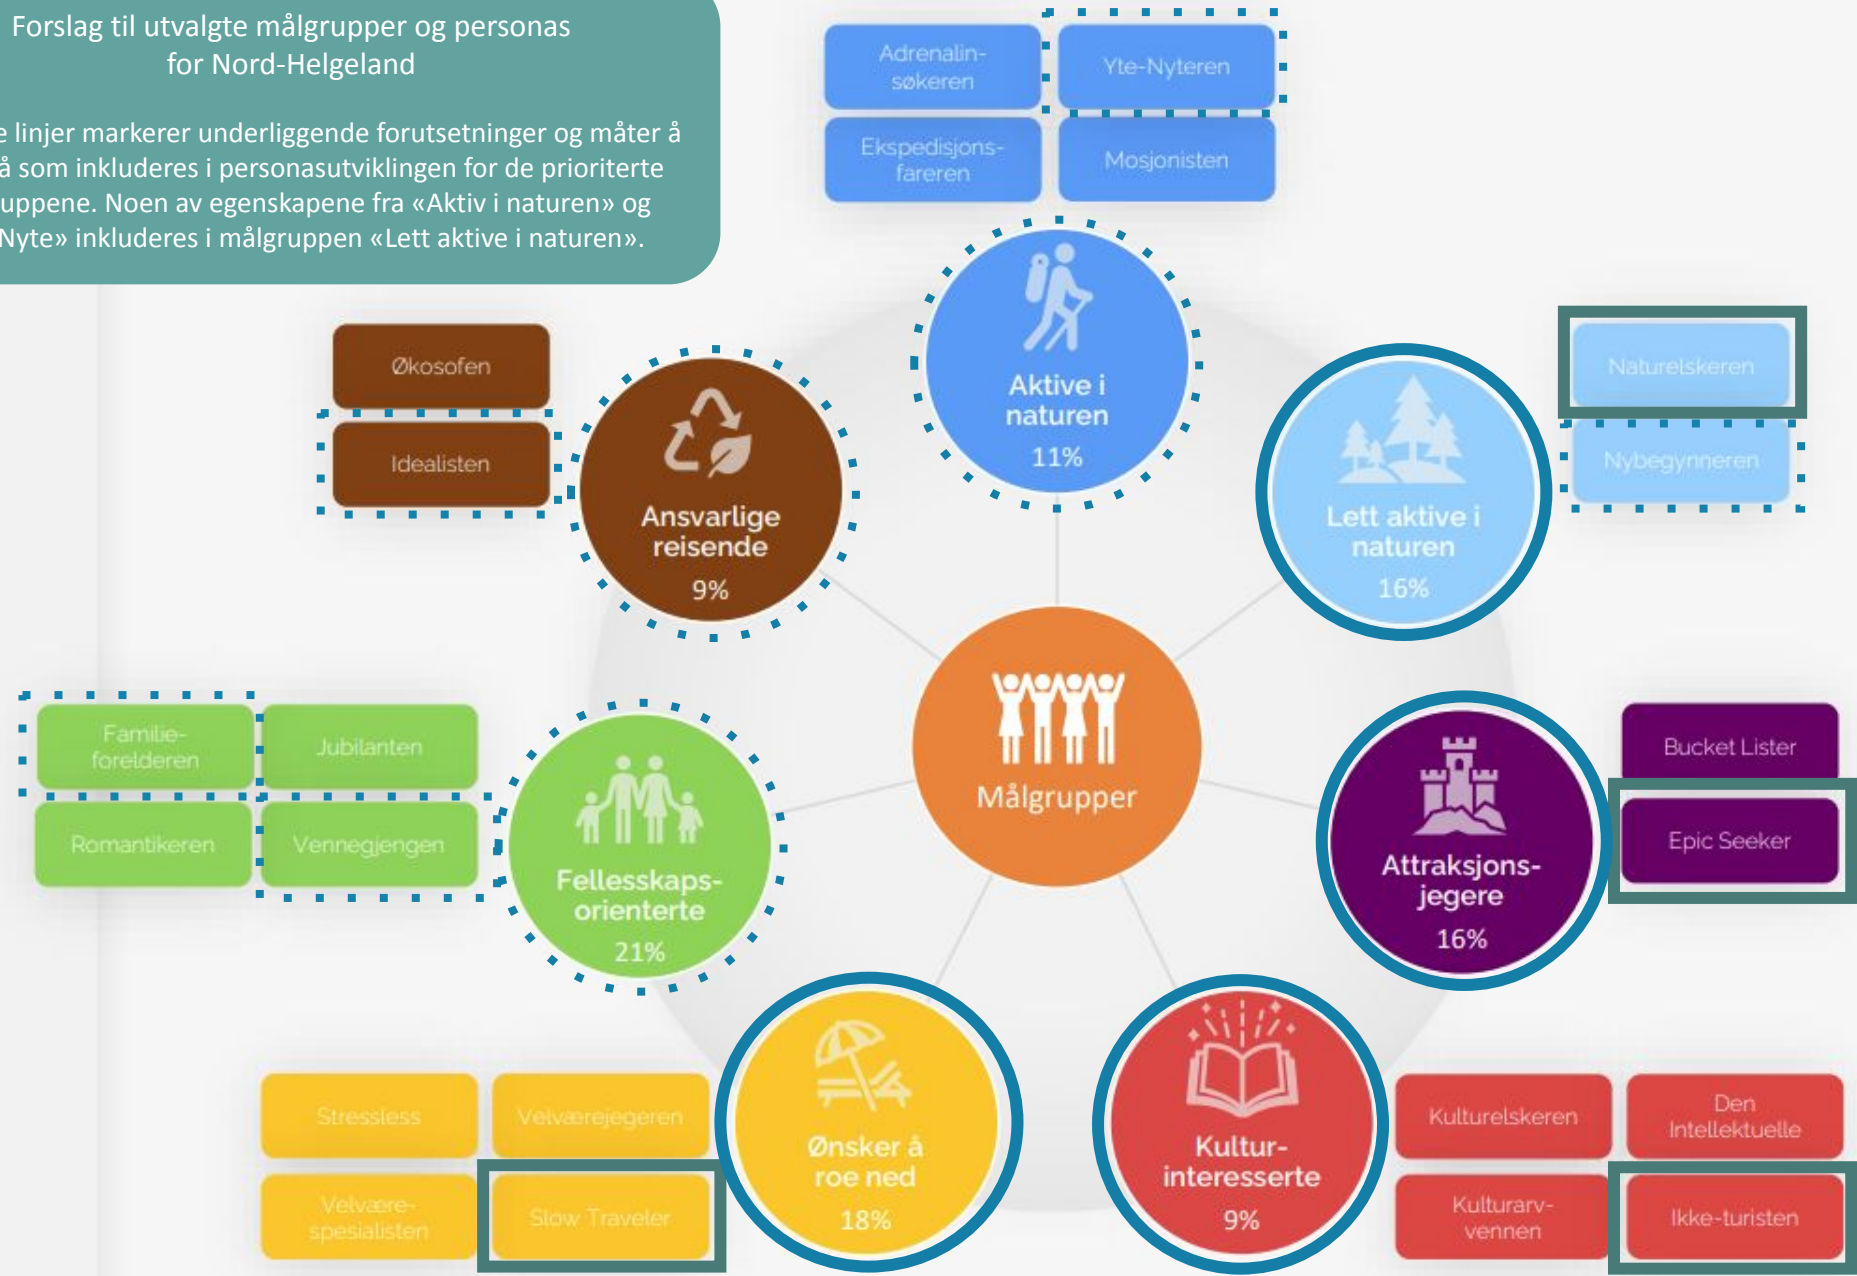 Forslag til utvalgte målgrupper og personas
for Nord-Helgeland
linjer markerer underliggende forutsetninger og måter å
som inkluderes i personasutviklingen for de prioriterte
Noen av egenskapene fra «Aktiv i naturen» og
Nyte» inkluderes i målgruppen «Lett aktive i naturen».
Adrenalin-
søkeren
Yte-Nyteren
Ekspedisjons-
fareren
Mosjonisten
Aktive i
naturen
11%
Økosofen
Idealisten
Ansvarlige
reisende
9%
Lett aktive i
naturen
16%
Naturelskeren
Nybegynneren
Målgrupper
Familie-
forelderen
Jubilanten
Romantikeren
Vennegjengen
Fellesskaps-
orienterte
21%
Attraksjons-
jegere
16%
Bucket Lister
Epic Seeker
Stressless
Velværejegeren
Velvære-
spesialisten
Slow Traveler
Ønsker å
roe ned
18%
Kultur-
interesserte
9%
Kulturelskeren
Den
Intellektuelle
Kulturarv-
vennen
Ikke-turisten